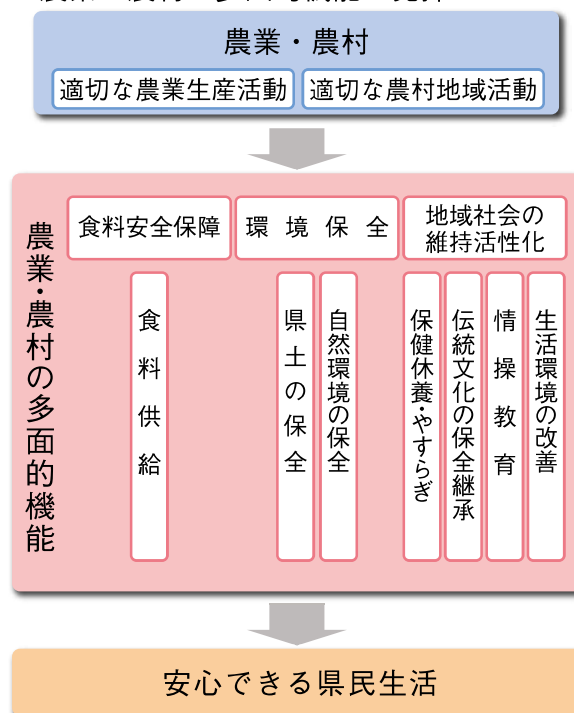 農業・農村
適切な農業生産活動
適切な農村地域活動
農業・農村の多面的機能
食料安全保障
環境保全
地域社会の
維持活性化
食料供給
県土の保全
自然環境の保全
保健休養・やすらぎ
伝統文化の保全継承
情操教育
生活環境の改善
安心できる県民生活